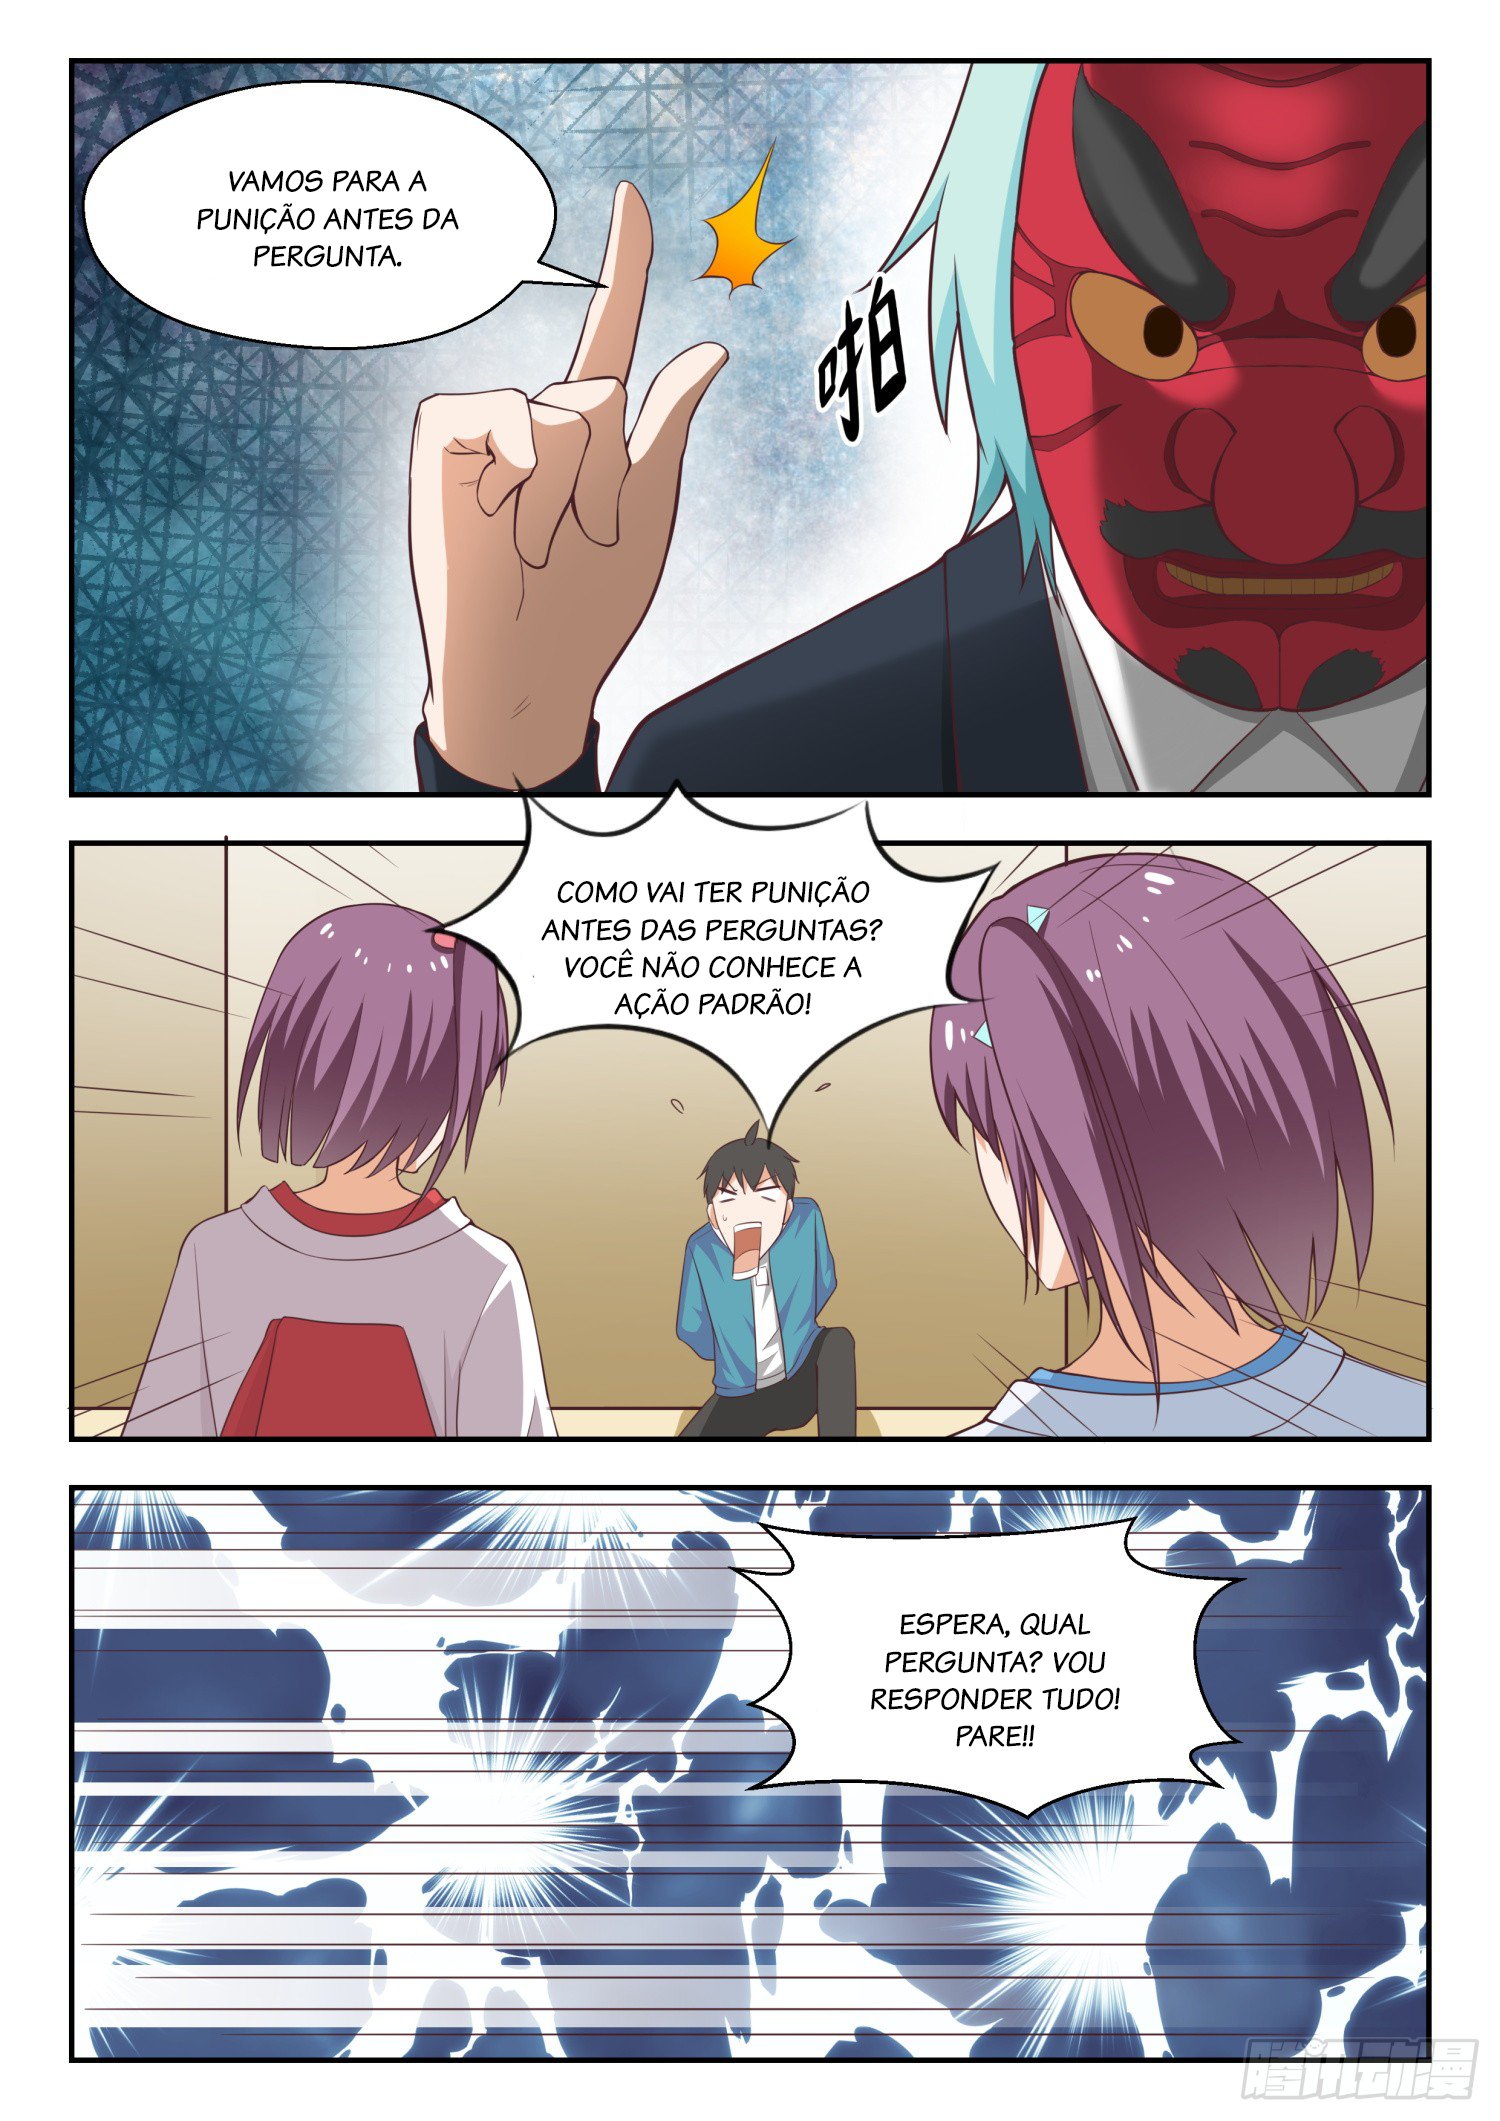 VAMOS PARA A
PUNIÇÃO ANTES DA
PERGUNTA.
啪
COMO VAI TER PUNIÇÃO
ANTES DAS PERGUNTAS?
VOCÊ NÃO CONHECE A
AÇÃO PADRÃO!
ESPERA, QUAL
PERGUNTA? VOU
RESPONDER TUDO!
PARE!!
腾讯动漫